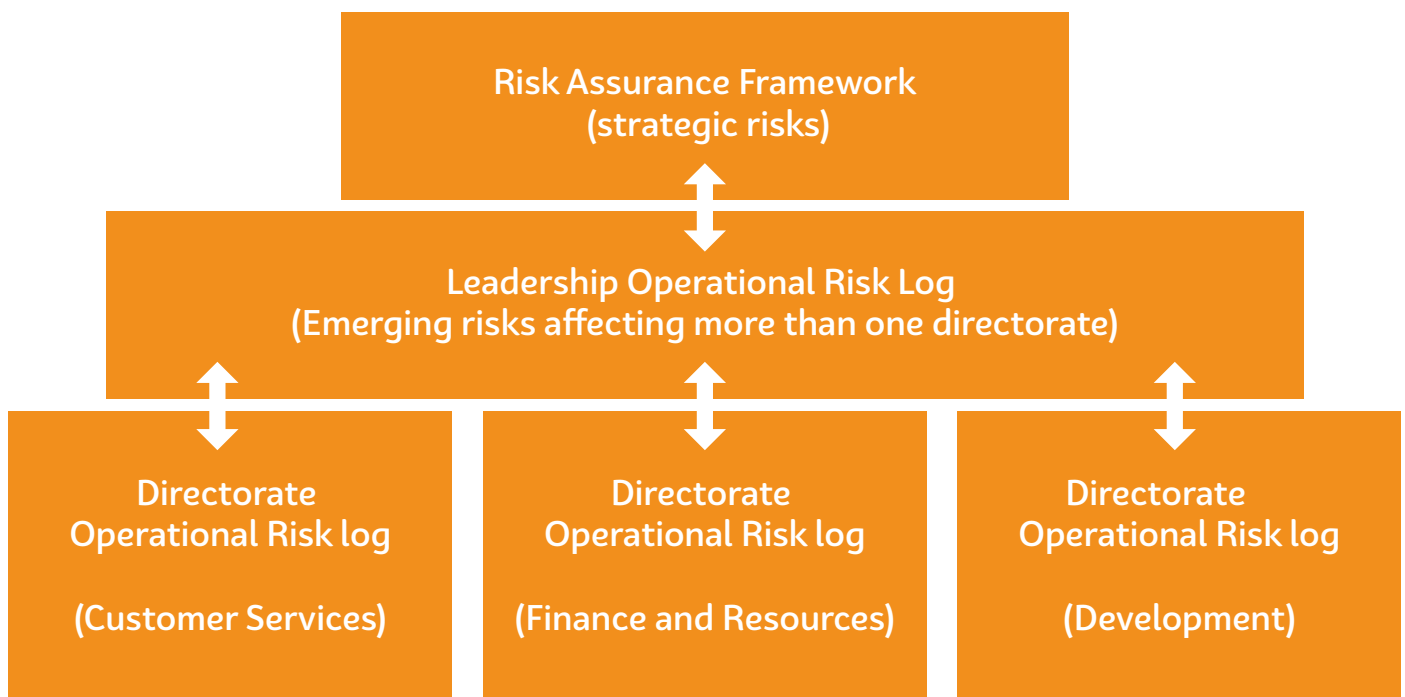 Risk Assurance Framework
(strategic risks)
Leadership Operational Risk Log
(Emerging risks affecting more than one directorate)
Directorate
Operational Risk log
(Customer Services)
Directorate
Operational Risk log
(Finance and Resources)
Directorate
Operational Risk log
(Development)